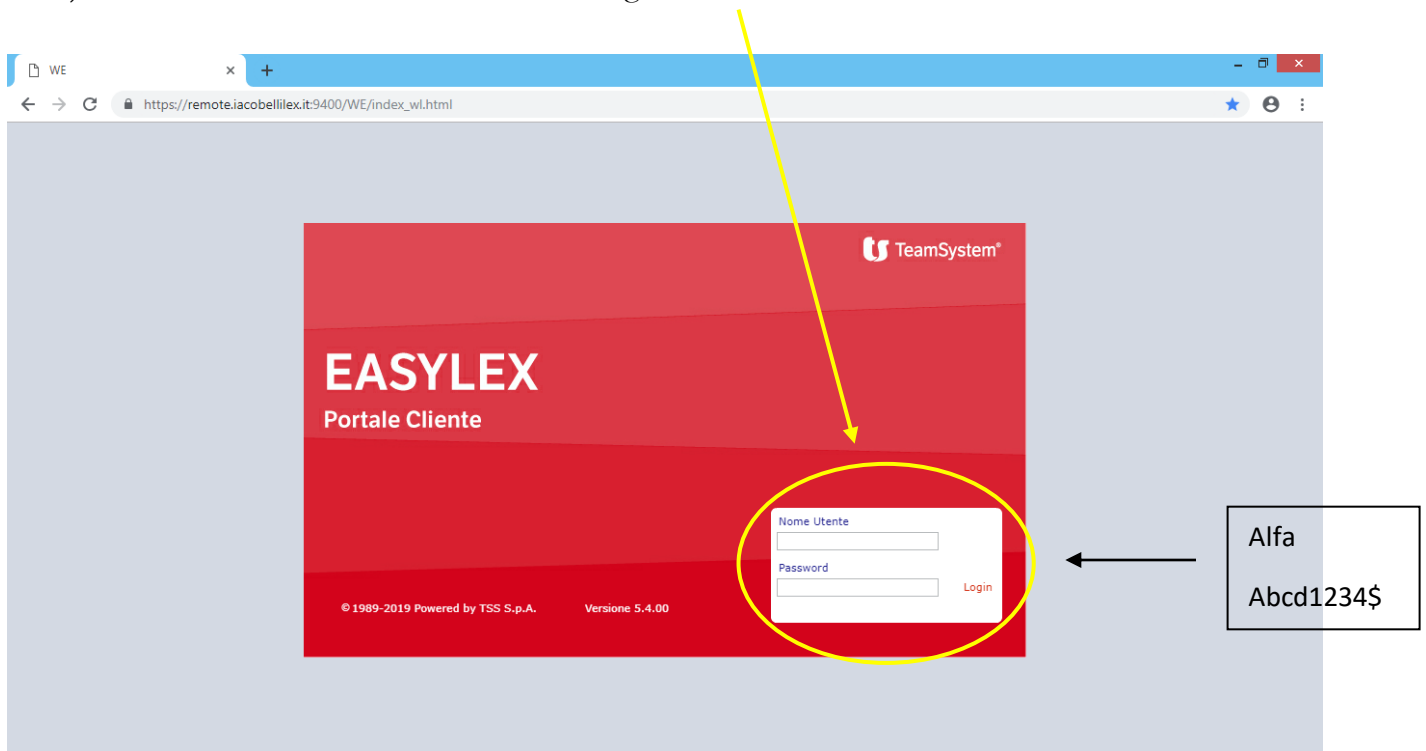 WE
https://remote.iacobellilex.it:9400/WE/index_wl.html
TeamSystem®
EASYLEX
Portale Cliente
Nome Utente
Password
Login
© 1989-2019 Powered by TSS S.p.A. Versione 5.4.00
Alfa
Abcd1234$